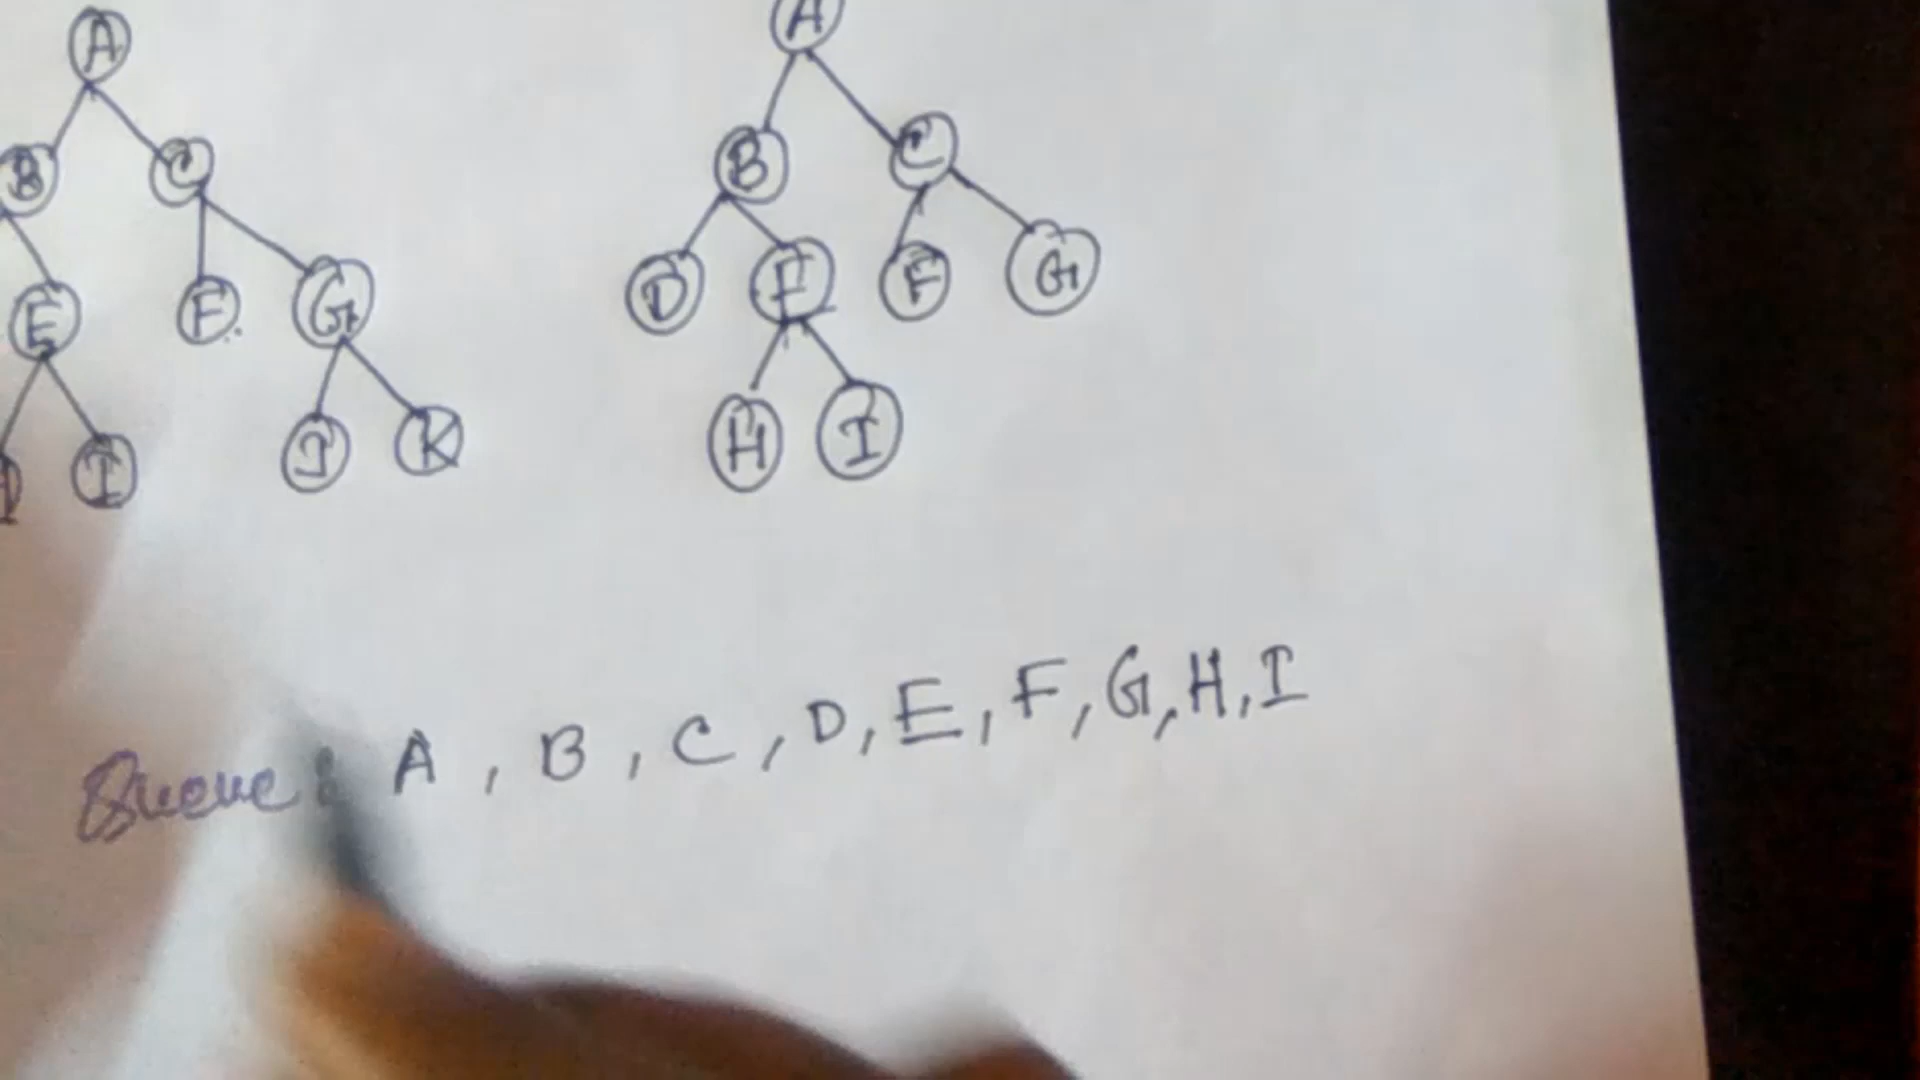 A
B
C
E
F.
G
I
J
K
A
B
C
D
E
F
G
H
I
Queue : A , B , C , D , E , F , G , H , I